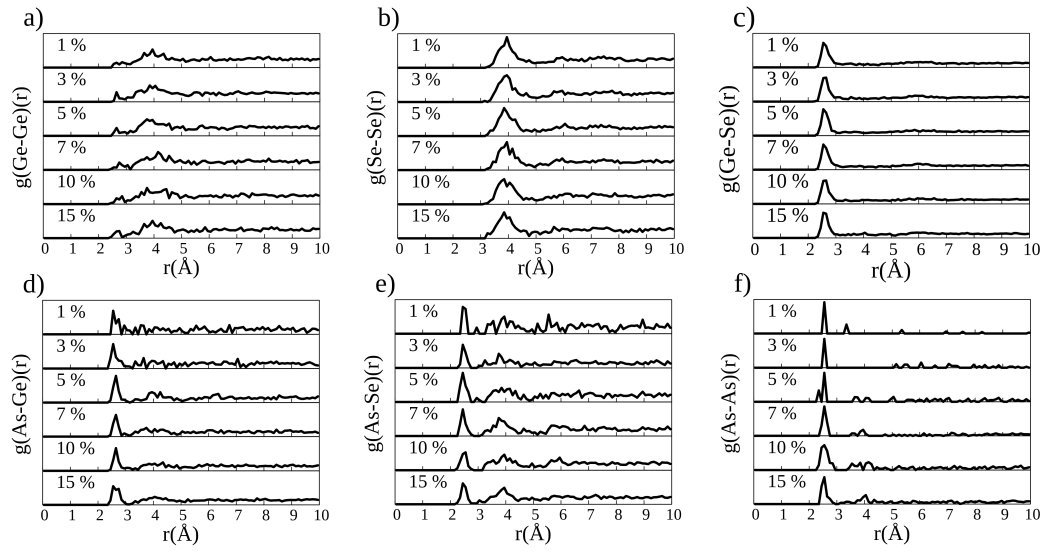 a)
g(Ge-Ge)(r)
1 %
3 %
5 %
7 %
10 %
15 %
0 1 2 3 4 5 6 7 8 9 10
r(Å)
b)
g(Se-Se)(r)
1 %
3 %
5 %
7 %
10 %
15 %
0 1 2 3 4 5 6 7 8 9 10
r(Å)
c)
g(Ge-Se)(r)
1 %
3 %
5 %
7 %
10 %
15 %
0 1 2 3 4 5 6 7 8 9 10
r(Å)
d)
g(As-Ge)(r)
1 %
3 %
5 %
7 %
10 %
15 %
0 1 2 3 4 5 6 7 8 9 10
r(Å)
e)
g(As-Se)(r)
1 %
3 %
5 %
7 %
10 %
15 %
0 1 2 3 4 5 6 7 8 9 10
r(Å)
f)
g(As-As)(r)
1 %
3 %
5 %
7 %
10 %
15 %
0 1 2 3 4 5 6 7 8 9 10
r(Å)